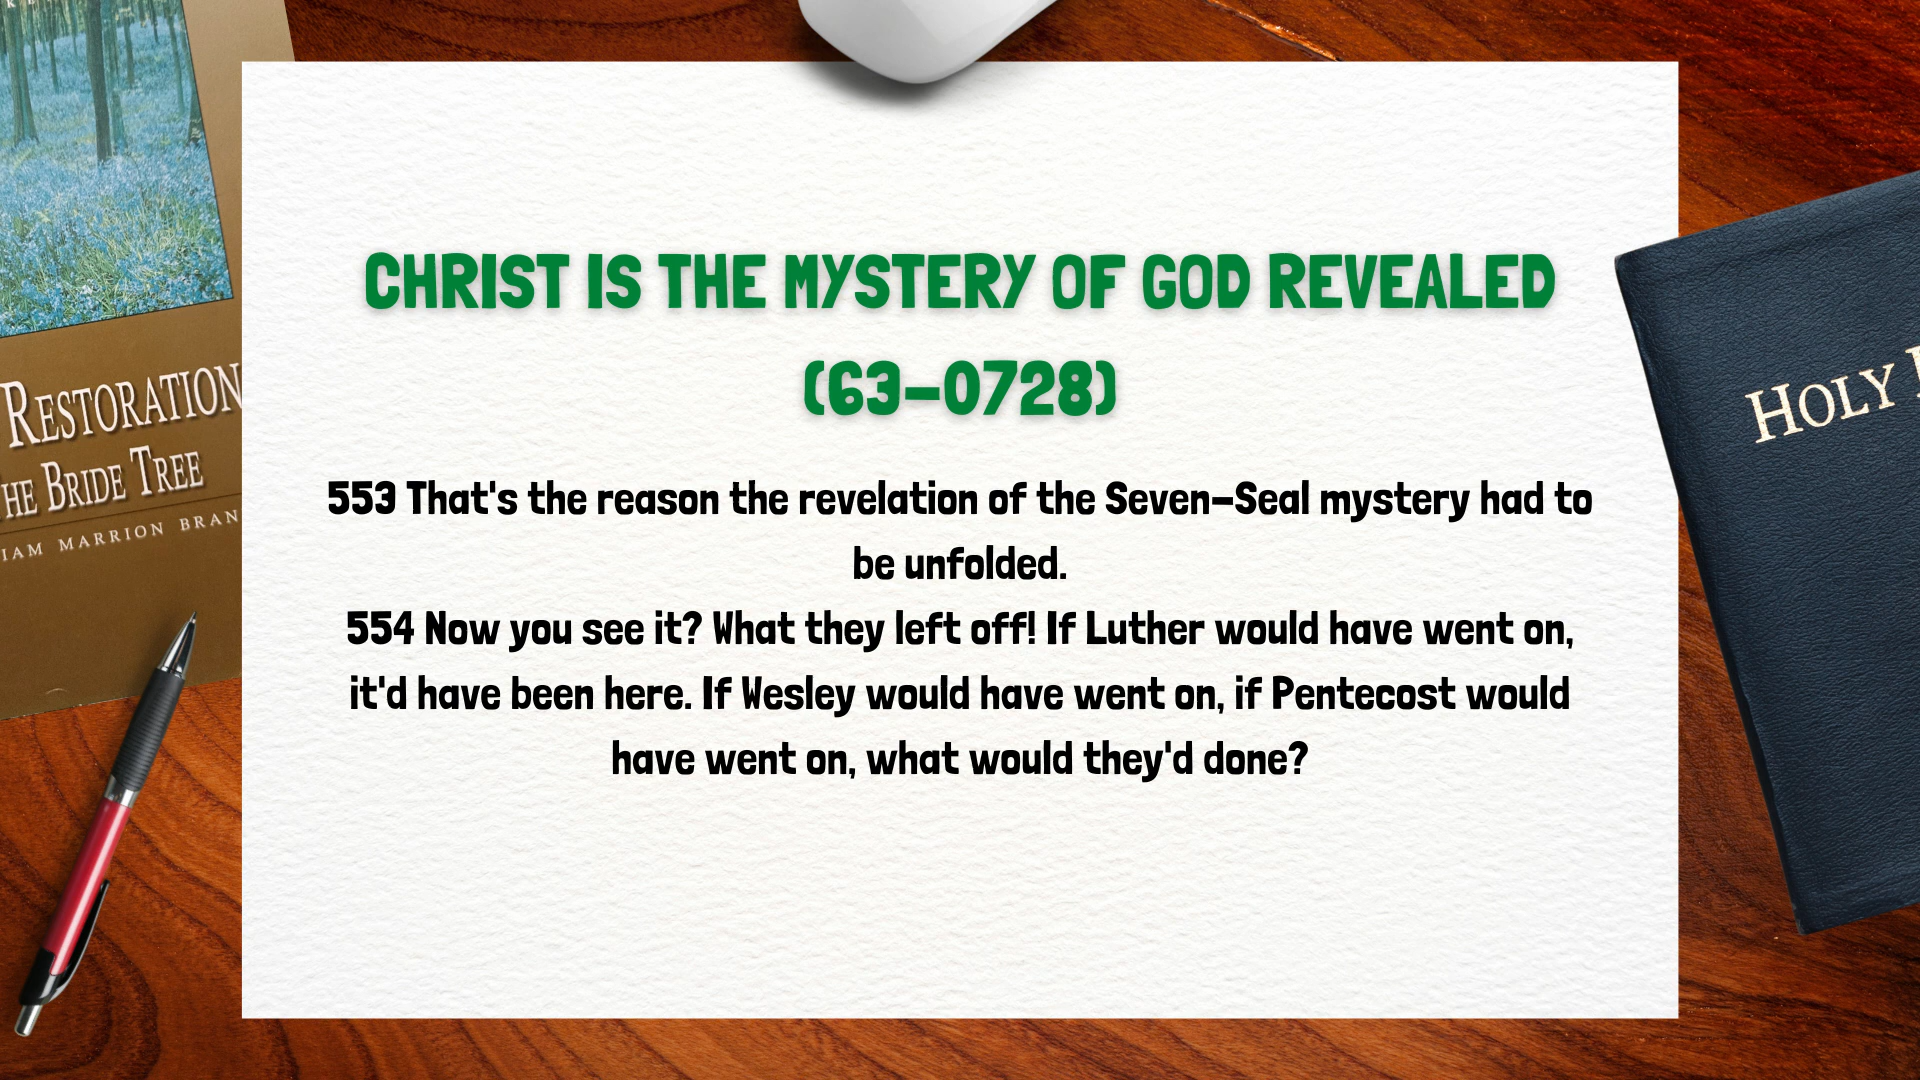 CHRIST IS THE MYSTERY OF GOD REVEALED
(63-0728)
553 That's the reason the revelation of the Seven-Seal mystery had to
be unfolded.
554 Now you see it? What they left off! If Luther would have went on,
it'd have been here. If Wesley would have went on, if Pentecost would
have went on, what would they'd done?
RESTORATION
HE BRIDE TREE
IAM MARRION BRAN
HOLY